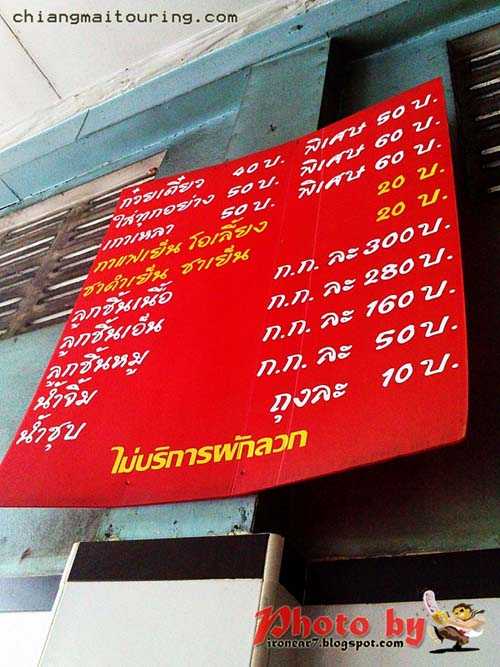 chiangmaitouring.com
ก๋วยเตี๋ยว 40 บ. พิเศษ 50 บ.
ใส่ทุกอย่าง 50 บ. พิเศษ 60 บ.
เกาเหลา 50 บ. พิเศษ 60 บ.
กาแฟเย็น โอเลี้ยง 20 บ.
ชาดำเย็น ชาเย็น 20 บ.
ลูกชิ้นเนื้อ ก.ก. ละ 300 บ.
ลูกชิ้นเอ็น ก.ก. ละ 280 บ.
ลูกชิ้นหมู ก.ก. ละ 160 บ.
น้ำจิ้ม ก.ก. ละ 50 บ.
น้ำซุบ ถุงละ 10 บ.
ไม่บริการผักลวก
Photo by
ironear7.blogspot.com